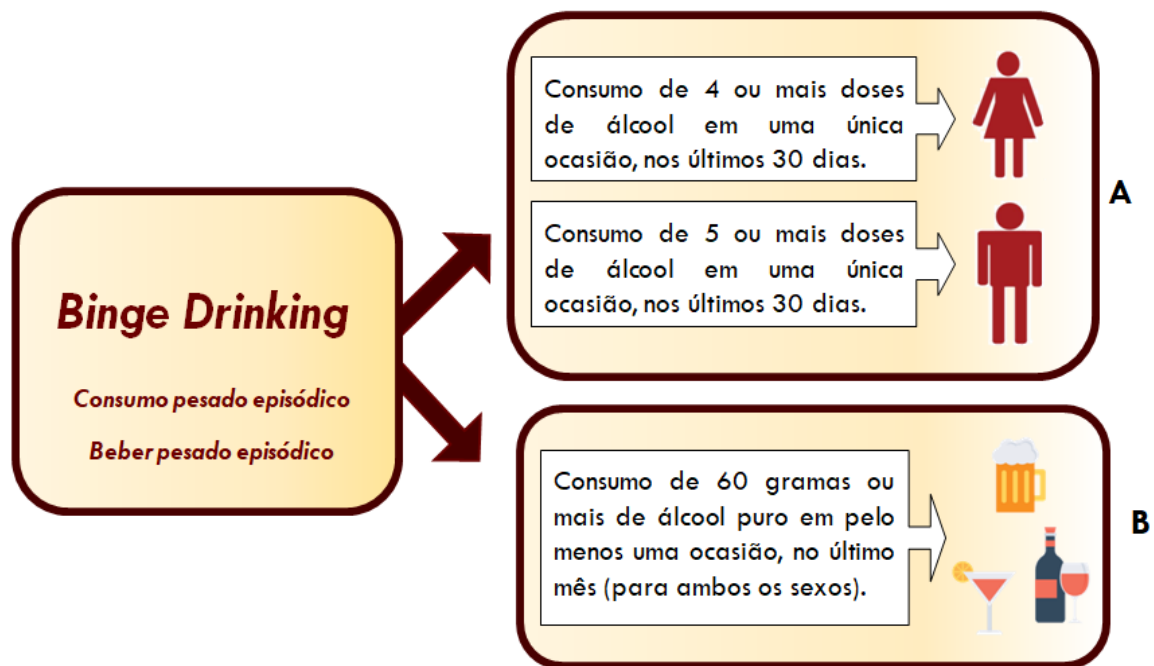 Binge Drinking
Consumo pesado episódico
Beber pesado episódico
Consumo de 4 ou mais doses
de álcool em uma única
ocasião, nos últimos 30 dias.
Consumo de 5 ou mais doses
de álcool em uma única
ocasião, nos últimos 30 dias.
A
Consumo de 60 gramas ou
mais de álcool puro em pelo
menos uma ocasião, no último
mês (para ambos os sexos).
B